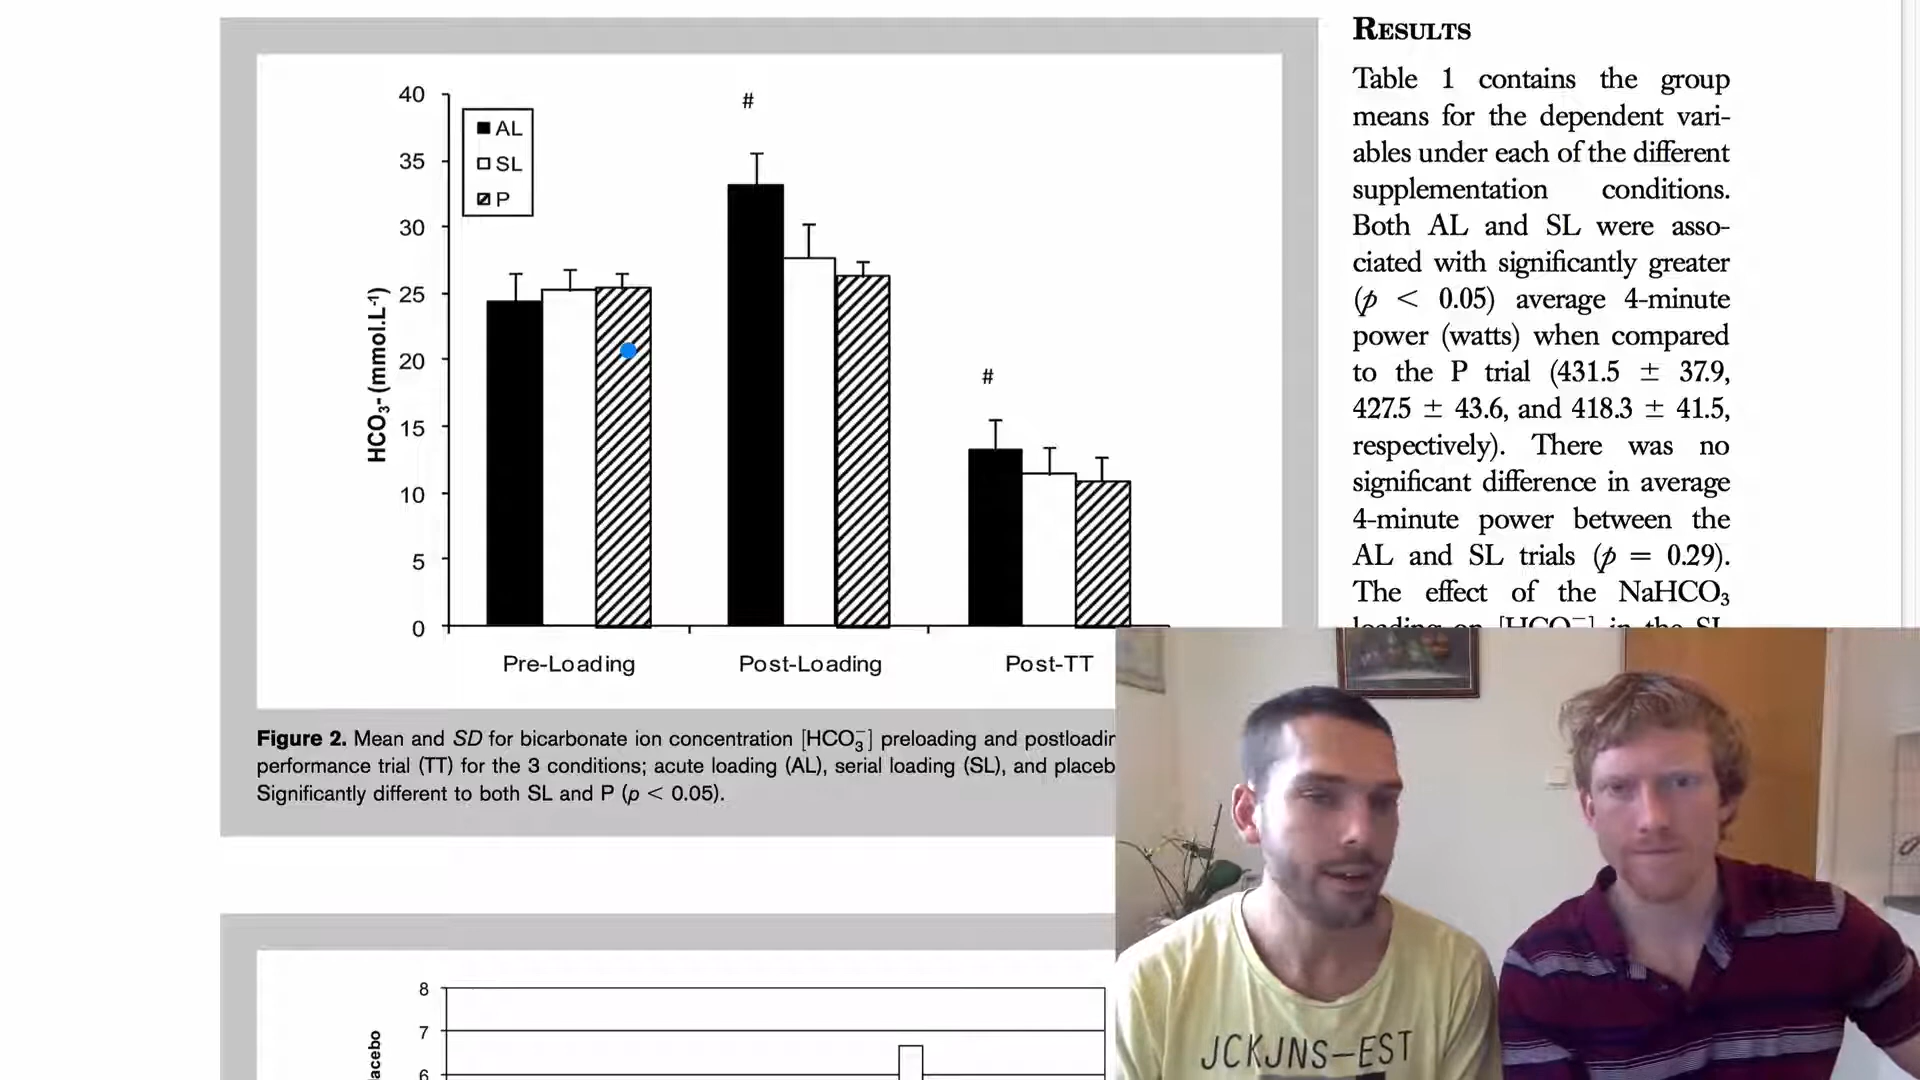 RESULTS
Table 1 contains the group
means for the dependent vari-
ables under each of the different
supplementation conditions.
Both AL and SL were asso-
ciated with significantly greater
(p < 0.05) average 4-minute
power (watts) when compared
to the P trial (431.5 ± 37.9,
427.5 ± 43.6, and 418.3 ± 41.5,
respectively). There was no
significant difference in average
4-minute power between the
AL and SL trials (p = 0.29).
The effect of the NaHCO₃
loading on [HCO₃⁻] in the SL
40
35
30
25
20
15
10
5
0
HCO₃- (mmol.L⁻¹)
AL
SL
P
#
#
Pre-Loading
Post-Loading
Post-TT
Figure 2. Mean and SD for bicarbonate ion concentration [HCO₃⁻] preloading and postloadin
performance trial (TT) for the 3 conditions; acute loading (AL), serial loading (SL), and placeb
Significantly different to both SL and P (p < 0.05).
8
7
6
lacebo
JCKJNS-EST